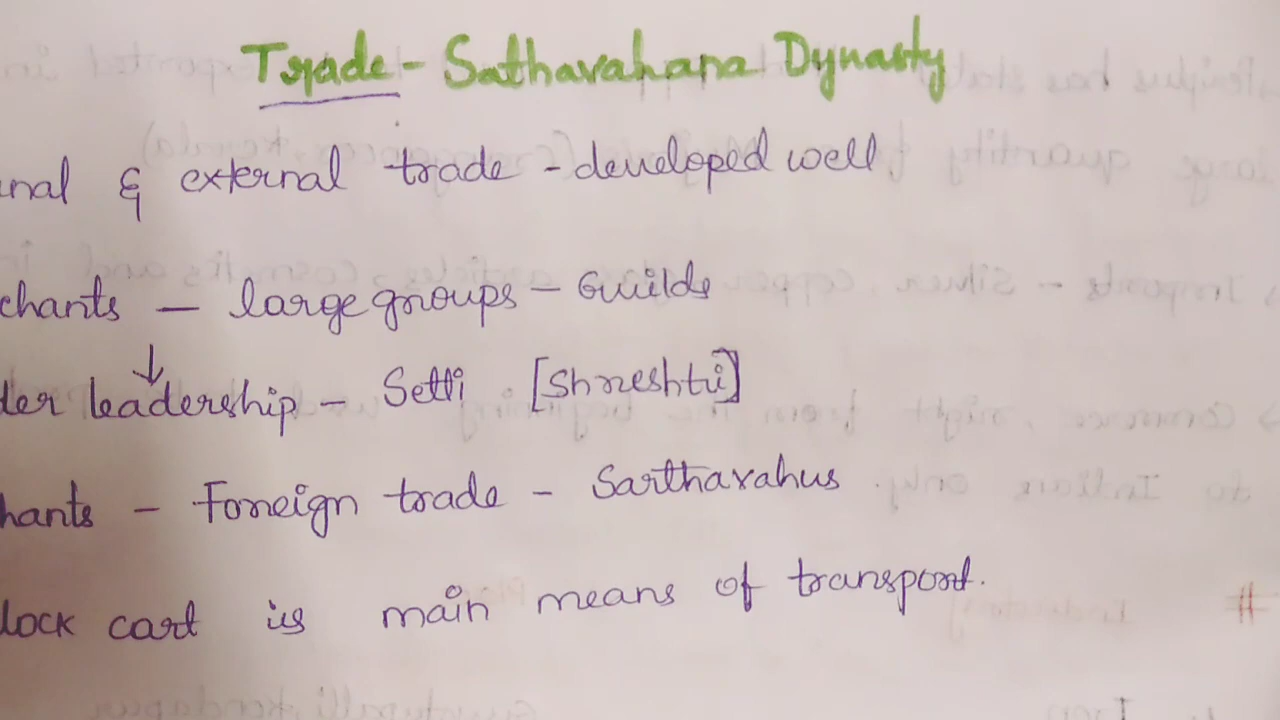 Trade - Sathavahana Dynasty
nal & external trade - developed well
chants — large groups - Guilds
↓
der leadership - Setti [Shreshti]
hants - Foreign trade - Sarthavahus
lock cart is main means of transport.